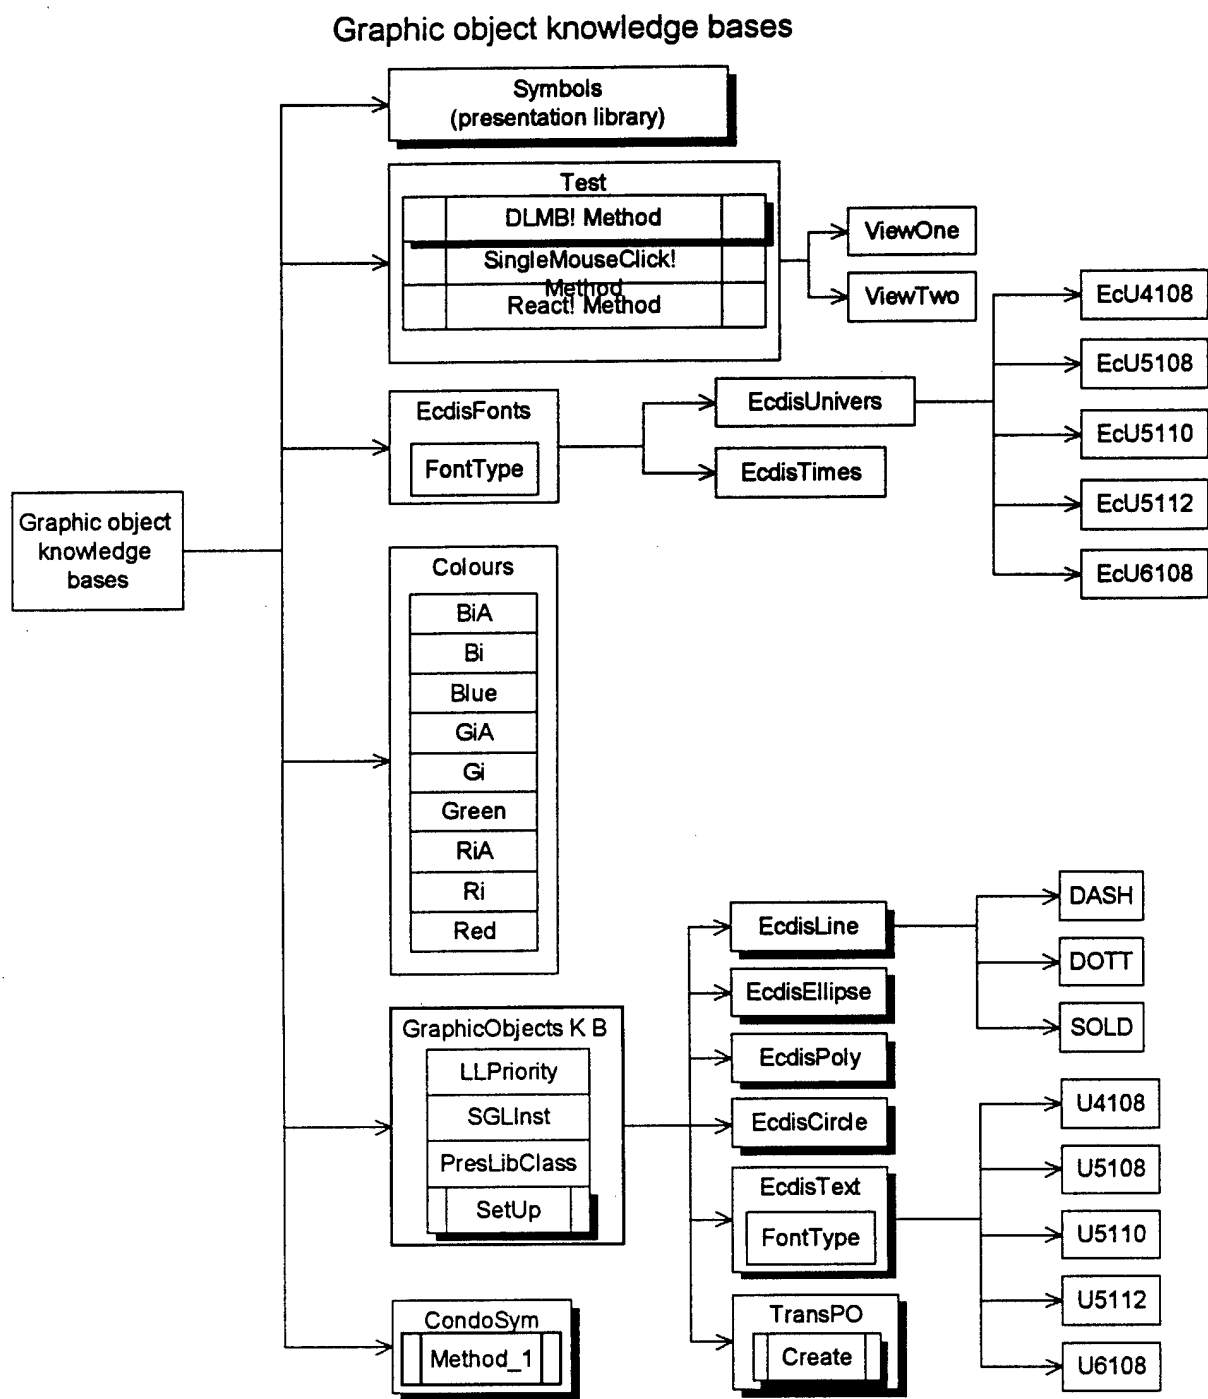 Graphic object knowledge bases
Symbols
(presentation library)
Test
DLMB! Method
SingleMouseClick!
Method
React! Method
ViewOne
ViewTwo
EcU4108
EcU5108
EcU5110
EcU5112
EcU6108
EcdisFonts
FontType
EcdisUnivers
EcdisTimes
Graphic object
knowledge
bases
Colours
BiA
Bi
Blue
GiA
Gi
Green
RiA
Ri
Red
GraphicObjects K B
LLPriority
SGLInst
PresLibClass
SetUp
EcdisLine
EcdisEllipse
EcdisPoly
EcdisCircle
EcdisText
FontType
TransPO
Create
DASH
DOTT
SOLD
U4108
U5108
U5110
U5112
U6108
CondoSym
Method_1